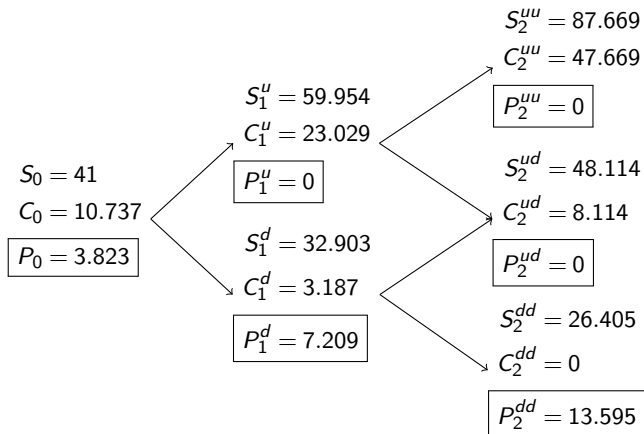 S_0 = 41
C_0 = 10.737
P_0 = 3.823
S_1^u = 59.954
C_1^u = 23.029
P_1^u = 0
S_1^d = 32.903
C_1^d = 3.187
P_1^d = 7.209
S_2^{uu} = 87.669
C_2^{uu} = 47.669
P_2^{uu} = 0
S_2^{ud} = 48.114
C_2^{ud} = 8.114
P_2^{ud} = 0
S_2^{dd} = 26.405
C_2^{dd} = 0
P_2^{dd} = 13.595